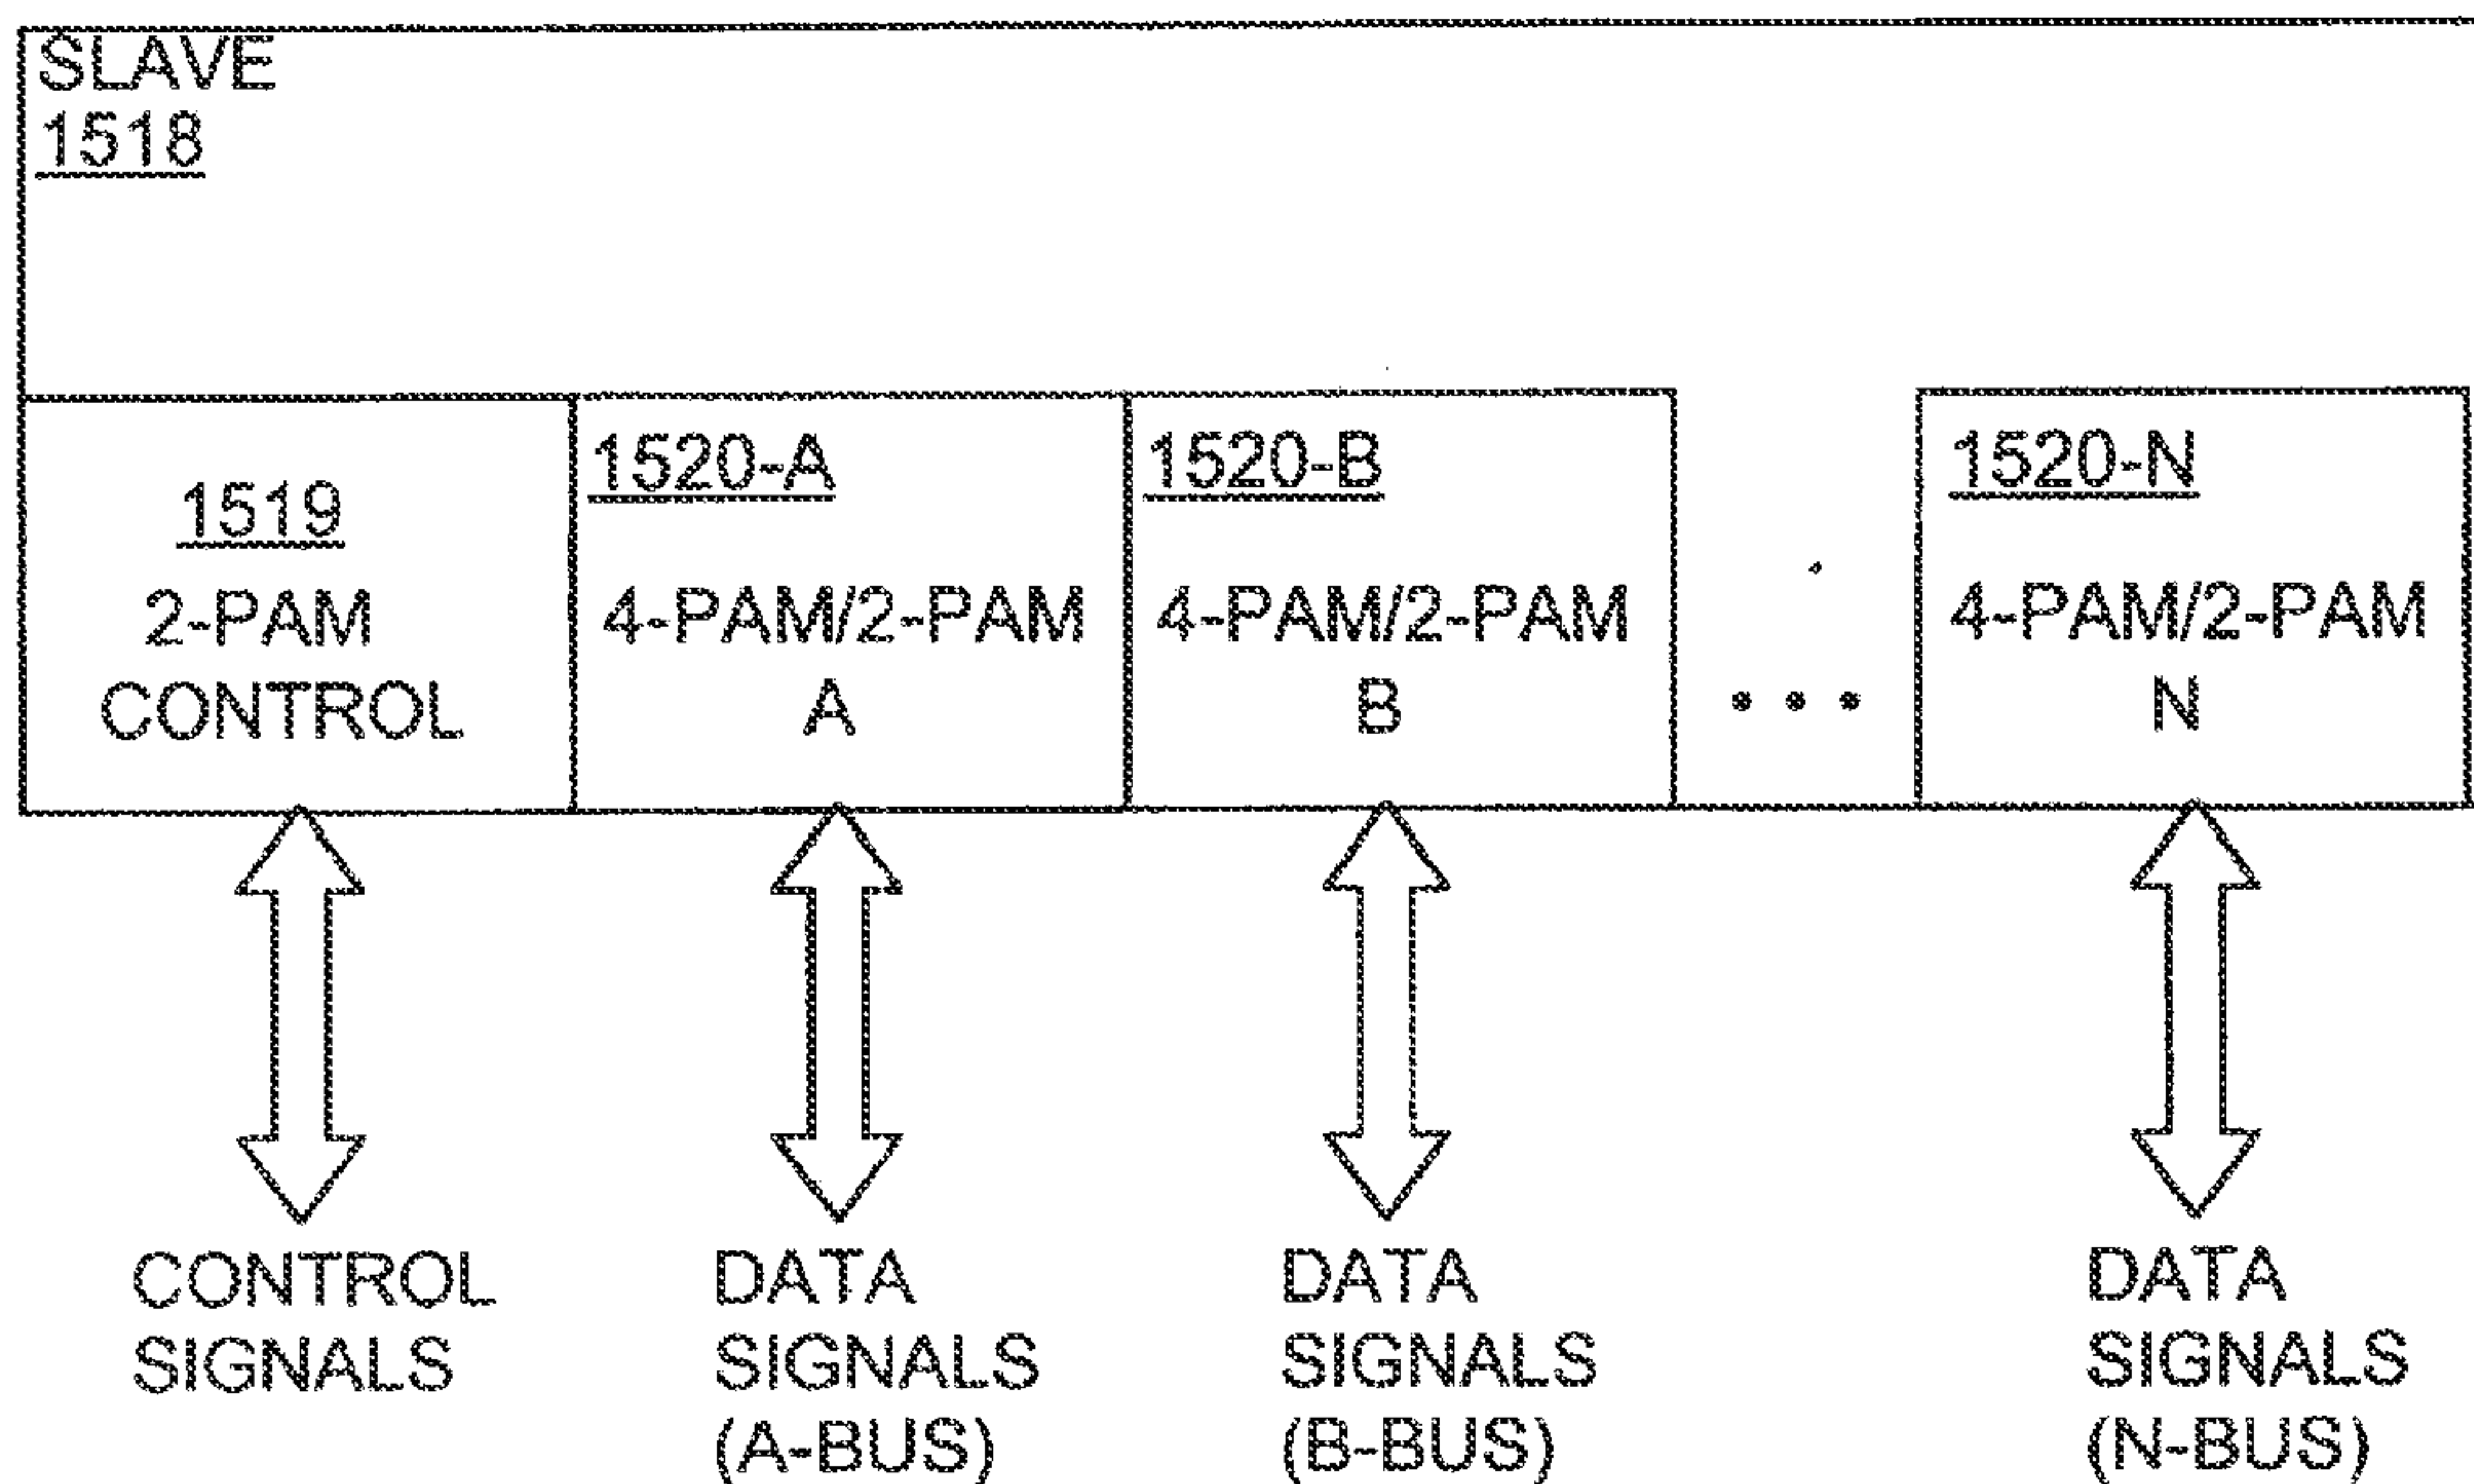 SLAVE
1518
1519
2-PAM
CONTROL
1520-A
4-PAM/2-PAM
A
1520-B
4-PAM/2-PAM
B
...
1520-N
4-PAM/2-PAM
N
CONTROL
SIGNALS
DATA
SIGNALS
(A-BUS)
DATA
SIGNALS
(B-BUS)
DATA
SIGNALS
(N-BUS)